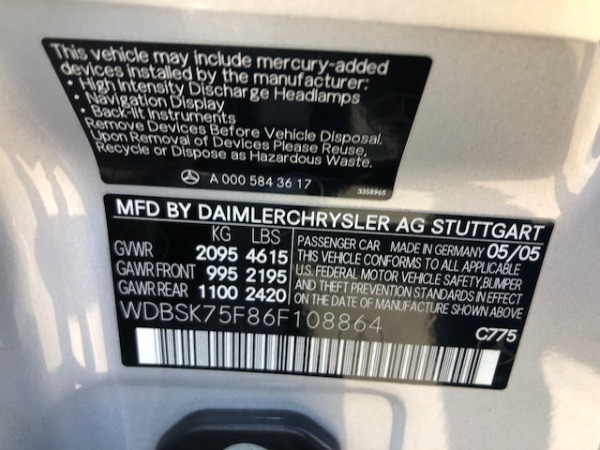 This vehicle may include mercury-added
devices installed by the manufacturer:
• High Intensity Discharge Headlamps
• Navigation Display
• Back-lit Instruments
Remove Devices Before Vehicle Disposal.
Upon Removal of Devices Please Reuse,
Recycle or Dispose as Hazardous Waste.
A 000 584 36 17
3358965
MFD BY DAIMLERCHRYSLER AG STUTTGART
KG LBS
GVWR 2095 4615
GAWR FRONT 995 2195
GAWR REAR 1100 2420
PASSENGER CAR MADE IN GERMANY 05/05
THIS VEHICLE CONFORMS TO ALL APPLICABLE
U.S. FEDERAL MOTOR VEHICLE SAFETY, BUMPER
AND THEFT PREVENTION STANDARDS IN EFFECT
ON THE DATE OF MANUFACTURE SHOWN ABOVE
WDBSK75F86F108864
C775